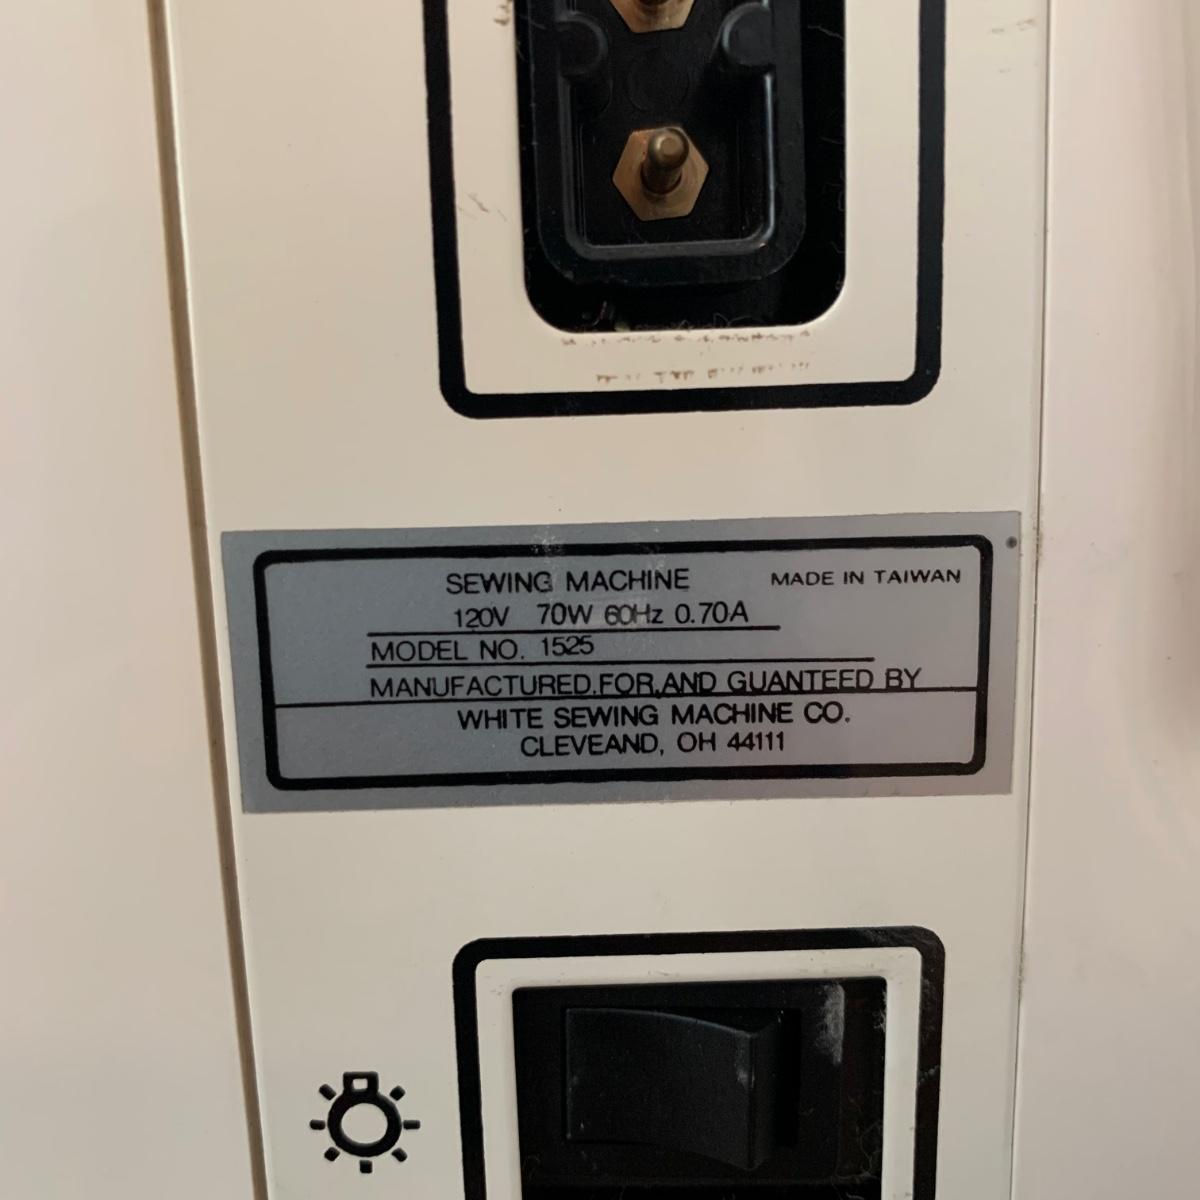 SEWING MACHINE MADE IN TAIWAN
120V 70W 60Hz 0.70A
MODEL NO. 1525
MANUFACTURED.FOR,AND GUANTEED BY
WHITE SEWING MACHINE CO.
CLEVEAND, OH 44111